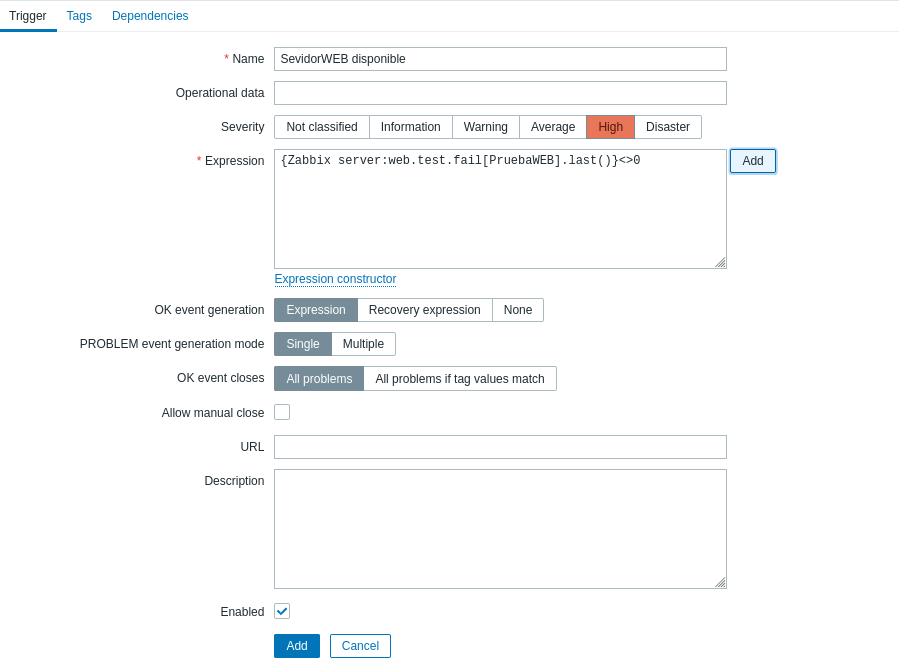 Trigger Tags Dependencies
* Name SevidorWEB disponible
Operational data
Severity Not classified Information Warning Average High Disaster
* Expression {Zabbix server:web.test.fail[PruebaWEB].last()}<>0 Add
Expression constructor
OK event generation Expression Recovery expression None
PROBLEM event generation mode Single Multiple
OK event closes All problems All problems if tag values match
Allow manual close
URL
Description
Enabled
Add Cancel